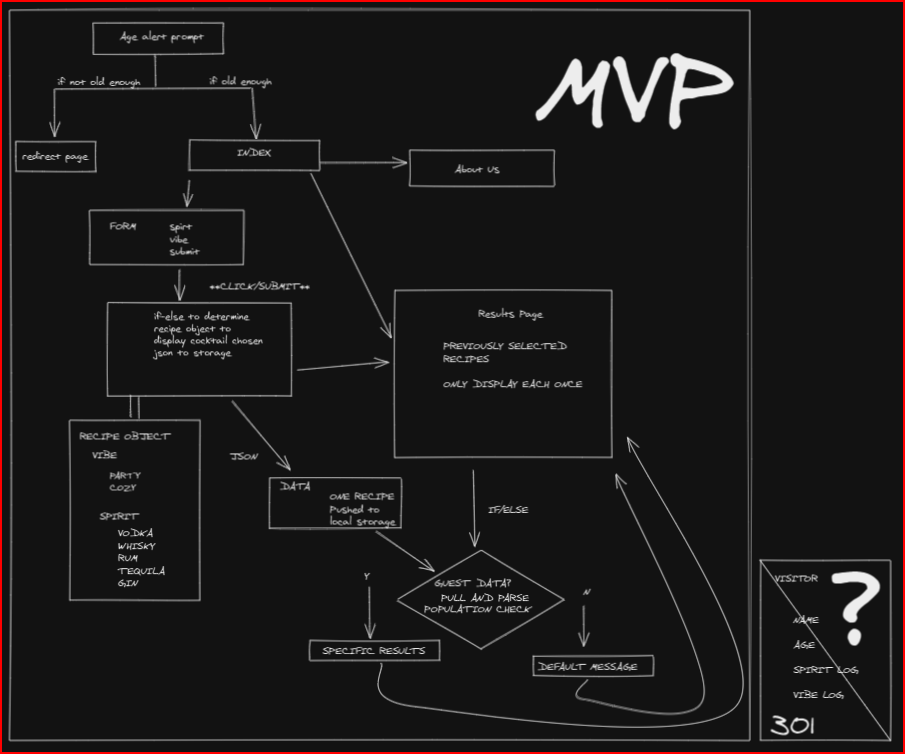 Age alert prompt
MVP
if not old enough
if old enough
redirect page
INDEX
About Us
FORM
spirt
vibe
submit
**CLICK/SUBMIT**
if-else to determine
recipe object to
display cocktail chosen
json to storage
Results Page
PREVIOUSLY SELECTED
RECIPES
ONLY DISPLAY EACH ONCE
RECIPE OBJECT
VIBE
PARTY
COZY
SPIRIT
VODKA
WHISKY
RUM
TEQUILA
GIN
JSON
DATA
ONE RECIPE
Pushed to
local storage
IF/ELSE
GUEST DATA?
PULL AND PARSE
POPULATION CHECK
Y
N
SPECIFIC RESULTS
DEFAULT MESSAGE
VISITOR
?
NAME
AGE
SPIRIT LOG
VIBE LOG
301